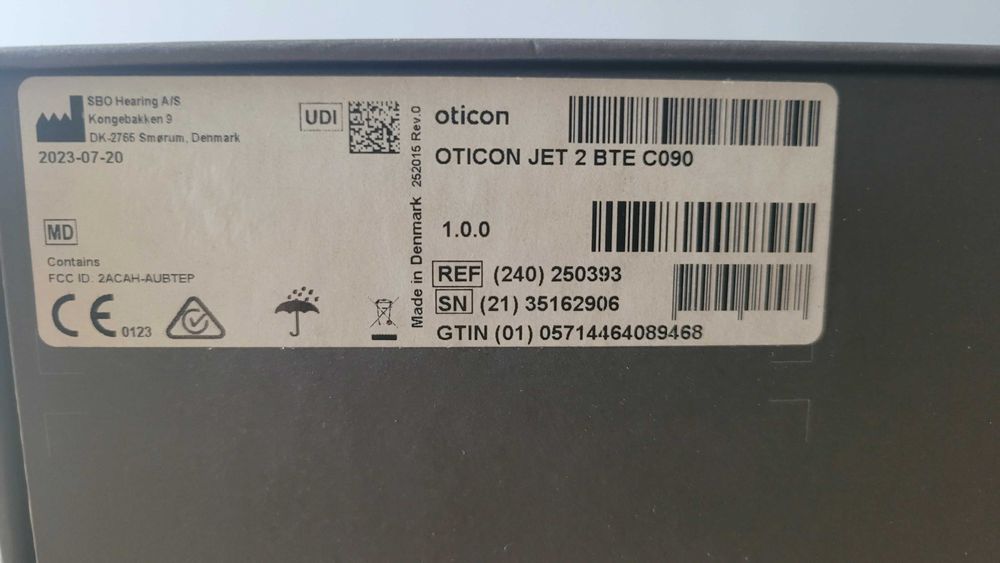 SBO Hearing A/S
Kongebakken 9
DK-2765 Smørum, Denmark
2023-07-20
MD
Contains
FCC ID: 2ACAH-AUBTEP
CE 0123
UDI
Made in Denmark 252015 Rev.0
oticon
OTICON JET 2 BTE C090
1.0.0
REF (240) 250393
SN (21) 35162906
GTIN (01) 05714464089468